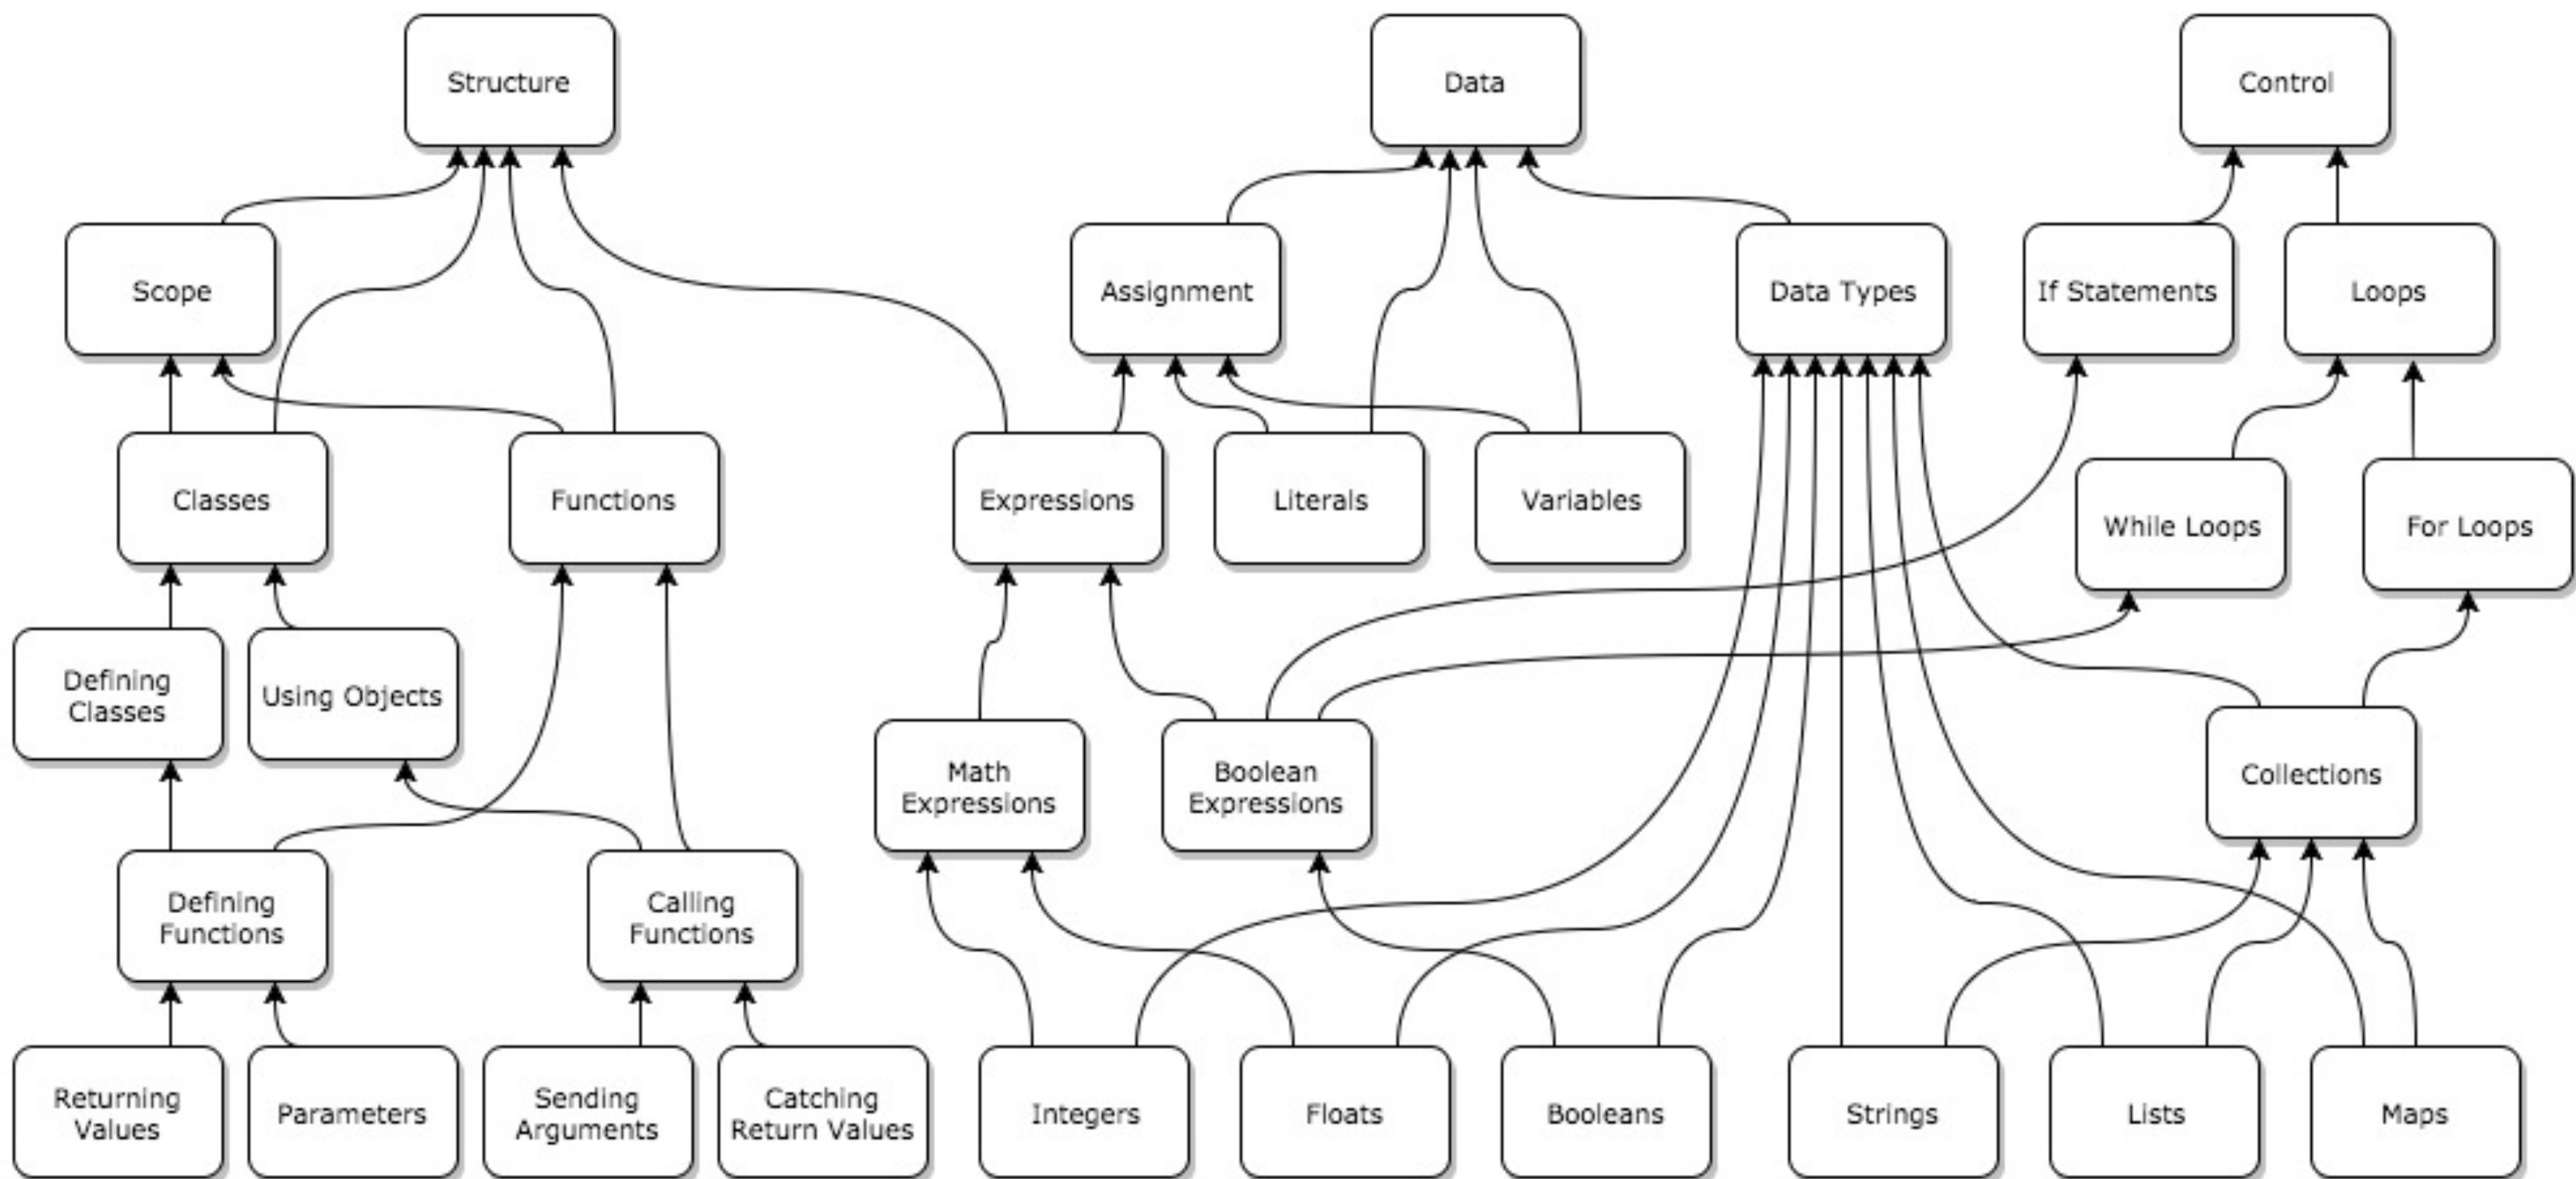 Structure
Data
Control
Scope
Assignment
Data Types
If Statements
Loops
Classes
Functions
Expressions
Literals
Variables
While Loops
For Loops
Defining
Classes
Using Objects
Math
Expressions
Boolean
Expressions
Collections
Defining
Functions
Calling
Functions
Returning
Values
Parameters
Sending
Arguments
Catching
Return Values
Integers
Floats
Booleans
Strings
Lists
Maps